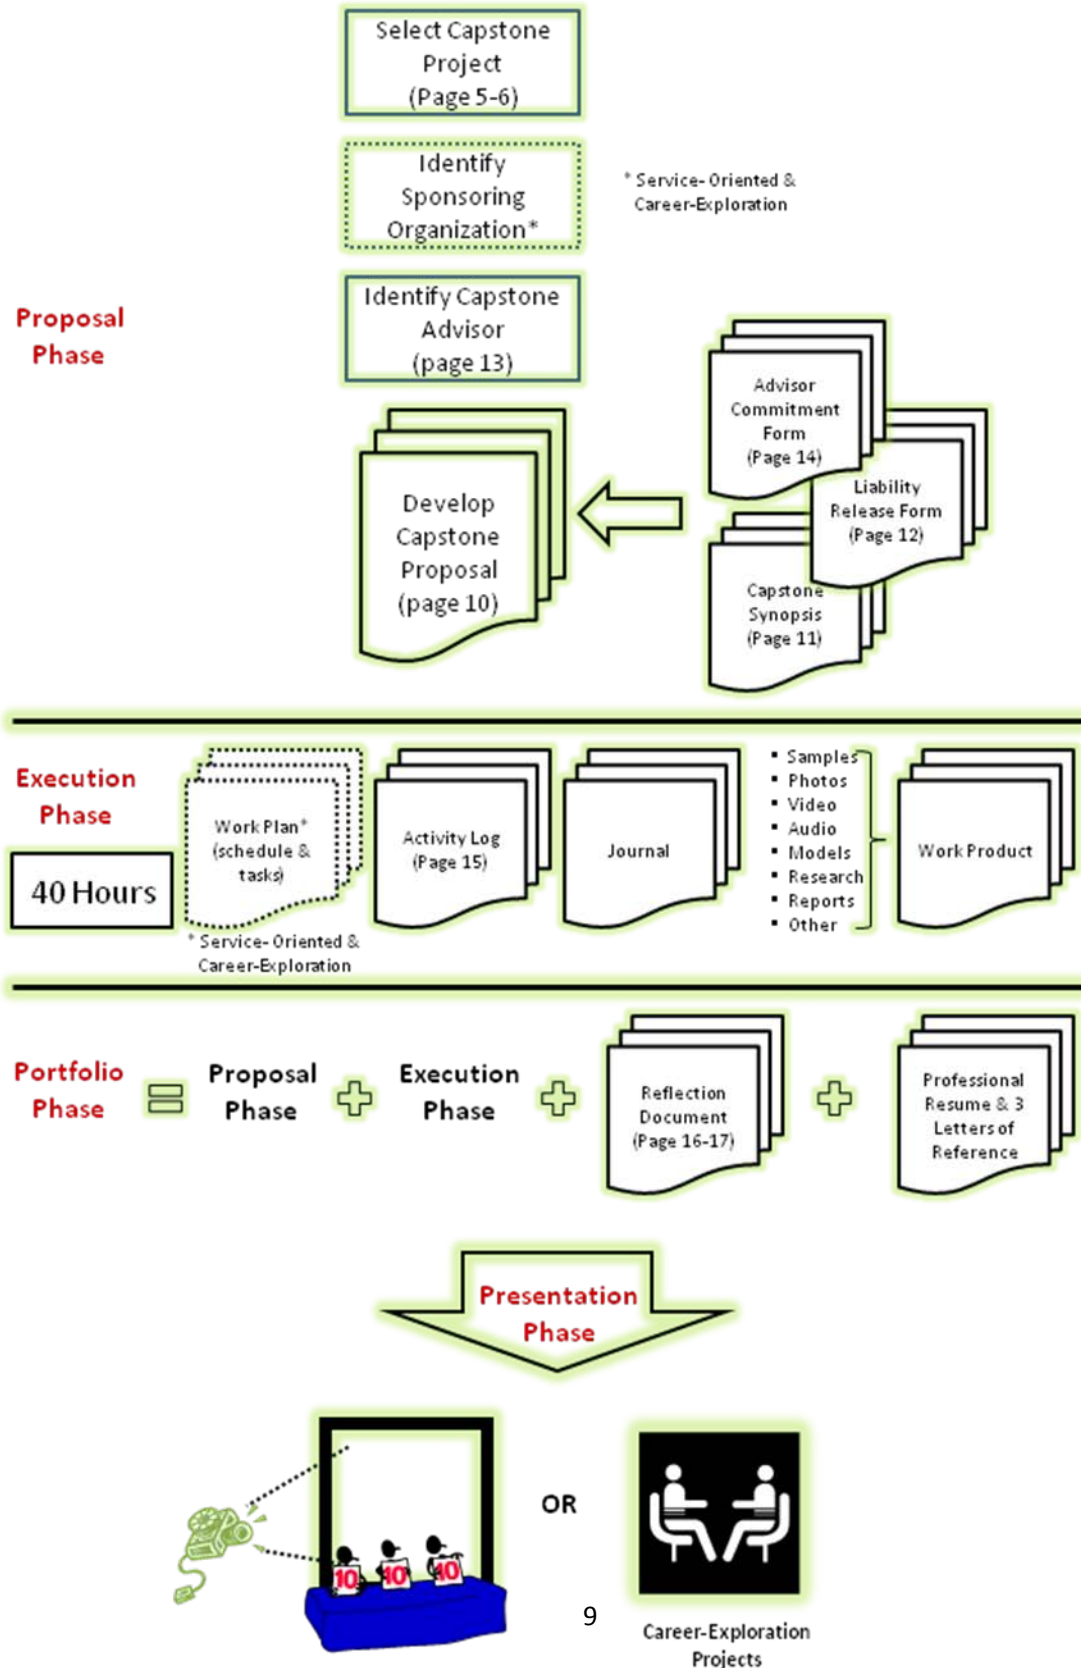 Select Capstone
Project
(Page 5-6)
Identify
Sponsoring
Organization*
* Service- Oriented &
Career-Exploration
Proposal
Phase
Identify Capstone
Advisor
(page 13)
Advisor
Commitment
Form
(Page 14)
Liability
Release Form
(Page 12)
Capstone
Synopsis
(Page 11)
Develop
Capstone
Proposal
(page 10)
Execution
Phase
40 Hours
Work Plan*
(schedule &
tasks)
* Service- Oriented &
Career-Exploration
Activity Log
(Page 15)
Journal
▪ Samples
▪ Photos
▪ Video
▪ Audio
▪ Models
▪ Research
▪ Reports
▪ Other
Work Product
Portfolio
Phase
=
Proposal
Phase
+
Execution
Phase
+
Reflection
Document
(Page 16-17)
+
Professional
Resume & 3
Letters of
Reference
Presentation
Phase
10
10
10
OR
9
Career-Exploration
Projects